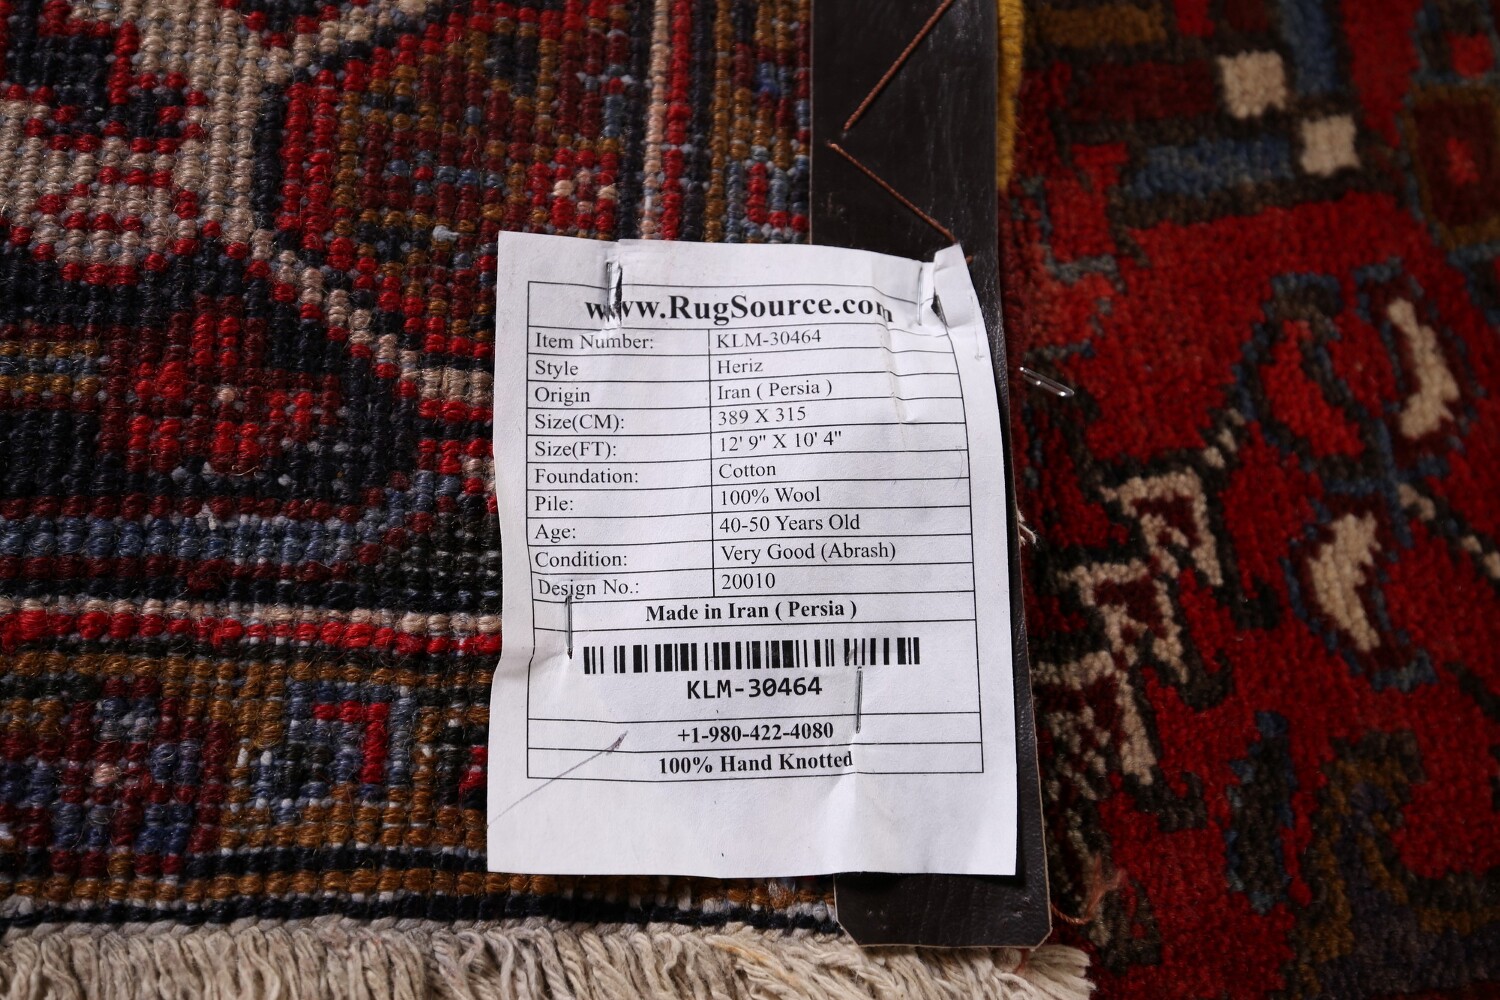 www.RugSource.com
Item Number: KLM-30464
Style Heriz
Origin Iran ( Persia )
Size(CM): 389 X 315
Size(FT): 12' 9" X 10' 4"
Foundation: Cotton
Pile: 100% Wool
Age: 40-50 Years Old
Condition: Very Good (Abrash)
Design No.: 20010
Made in Iran ( Persia )
KLM-30464
+1-980-422-4080
100% Hand Knotted